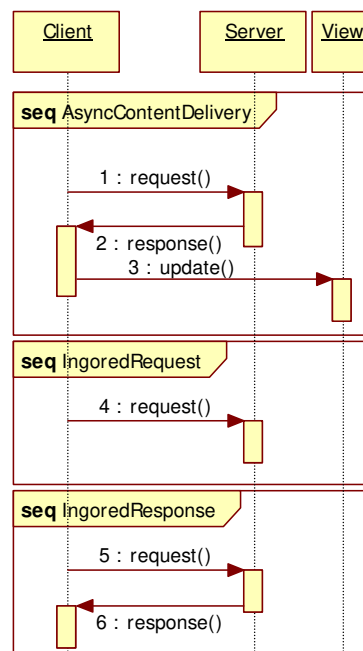 Client Server View
seq AsyncContentDelivery
1 : request()
2 : response()
3 : update()
seq IngoredRequest
4 : request()
seq IngoredResponse
5 : request()
6 : response()